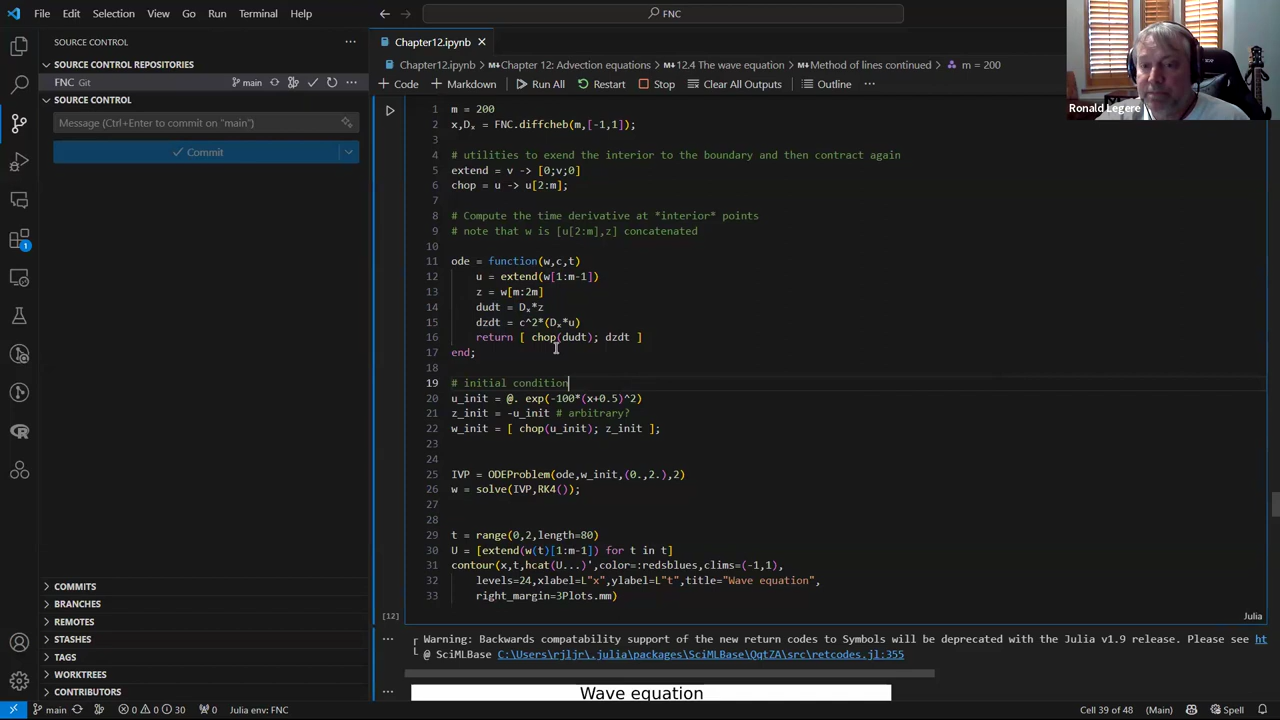 File Edit Selection View Go Run Terminal Help
FNC
Ronald Legere
SOURCE CONTROL
Chapter12.ipynb
SOURCE CONTROL REPOSITORIES
Chapter12.ipynb > Chapter 12: Advection equations > 12.4 The wave equation > Method of lines continued > m = 200
FNC Git main
+ Code + Markdown Run All Restart Stop Clear All Outputs Outline
SOURCE CONTROL
Message (Ctrl+Enter to commit on "main")
Commit
1 m = 200
2 x,Dₓ = FNC.diffcheb(m,[-1,1]);
3
4 # utilities to exend the interior to the boundary and then contract again
5 extend = v -> [0;v;0]
6 chop = u -> u[2:m];
7
8 # Compute the time derivative at *interior* points
9 # note that w is [u[2:m],z] concatenated
10
11 ode = function(w,c,t)
12 u = extend(w[1:m-1])
13 z = w[m:2m]
14 dudt = Dₓ*z
15 dzdt = c^2*(Dₓ*u)
16 return [ chop(dudt); dzdt ]
17 end;
18
19 # initial condition
20 u_init = @. exp(-100*(x+0.5)^2)
21 z_init = -u_init # arbitrary?
22 w_init = [ chop(u_init); z_init ];
23
24
25 IVP = ODEProblem(ode,w_init,(0.,2.),2)
26 w = solve(IVP,RK4());
27
28
29 t = range(0,2,length=80)
30 U = [extend(w(t)[1:m-1]) for t in t]
31 contour(x,t,hcat(U...)',color=:redsblues,clims=(-1,1),
32 levels=24,xlabel=L"x",ylabel=L"t",title="Wave equation",
33 right_margin=3Plots.mm)
[12] Julia
Warning: Backwards compatability support of the new return codes to Symbols will be deprecated with the Julia v1.9 release. Please see ht
@ SciMLBase C:\Users\rjljr\.julia\packages\SciMLBase\QqtZA\src\retcodes.jl:355
Wave equation
COMMITS
BRANCHES
REMOTES
STASHES
TAGS
WORKTREES
CONTRIBUTORS
1
main 0 0 30 0 Julia env: FNC Cell 39 of 48 (Main) Spell